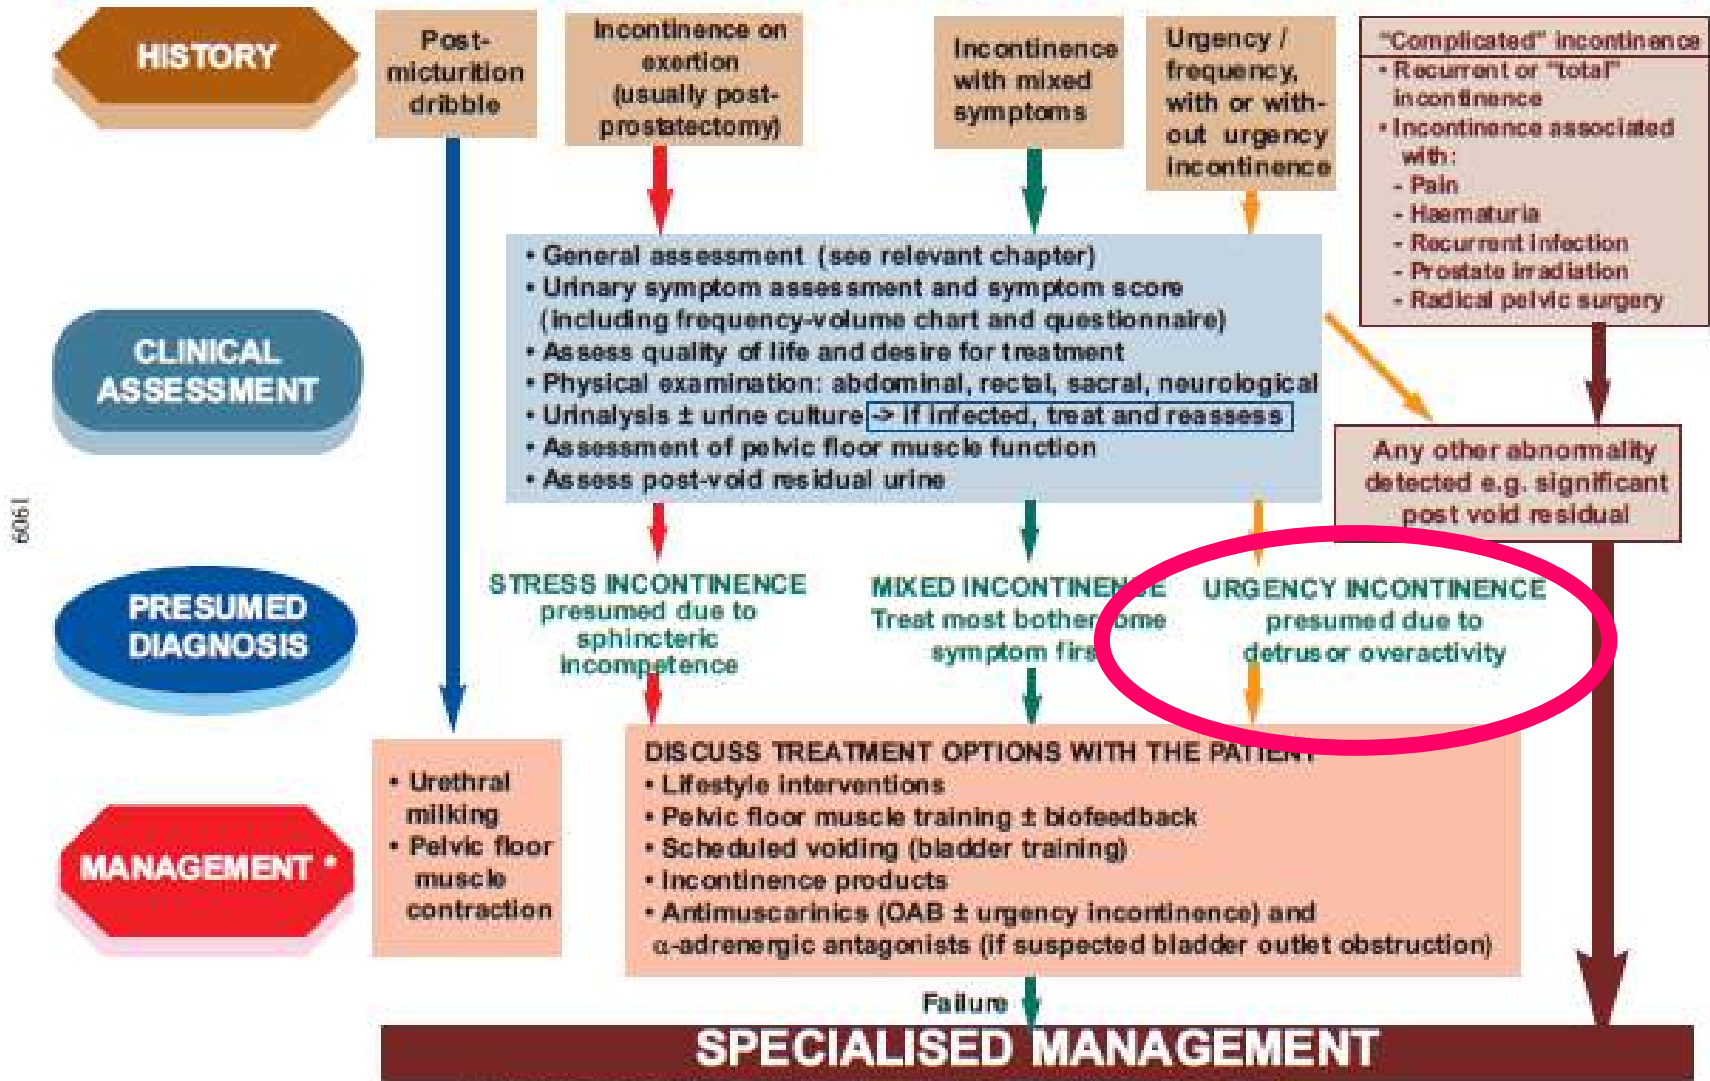 HISTORY
Post-
micturition
dribble
Incontinence on
exertion
(usually post-
prostatectomy)
Incontinence
with mixed
symptoms
Urgency /
frequency,
with or with-
out urgency
incontinence
“Complicated” incontinence
• Recurrent or “total”
incontinence
• Incontinence associated
with:
- Pain
- Haematuria
- Recurrent infection
- Prostate irradiation
- Radical pelvic surgery
CLINICAL
ASSESSMENT
• General assessment (see relevant chapter)
• Urinary symptom assessment and symptom score
(including frequency-volume chart and questionnaire)
• Assess quality of life and desire for treatment
• Physical examination: abdominal, rectal, sacral, neurological
• Urinalysis ± urine culture -> if infected, treat and reassess
• Assessment of pelvic floor muscle function
• Assess post-void residual urine
Any other abnormality
detected e.g. significant
post void residual
1909
PRESUMED
DIAGNOSIS
STRESS INCONTINENCE
presumed due to
sphincteric
incompetence
MIXED INCONTINENCE
Treat most bothersome
symptom first
URGENCY INCONTINENCE
presumed due to
detrusor overactivity
MANAGEMENT *
• Urethral
milking
• Pelvic floor
muscle
contraction
DISCUSS TREATMENT OPTIONS WITH THE PATIENT
• Lifestyle interventions
• Pelvic floor muscle training ± biofeedback
• Scheduled voiding (bladder training)
• Incontinence products
• Antimuscarinics (OAB ± urgency incontinence) and
α-adrenergic antagonists (if suspected bladder outlet obstruction)
Failure
SPECIALISED MANAGEMENT